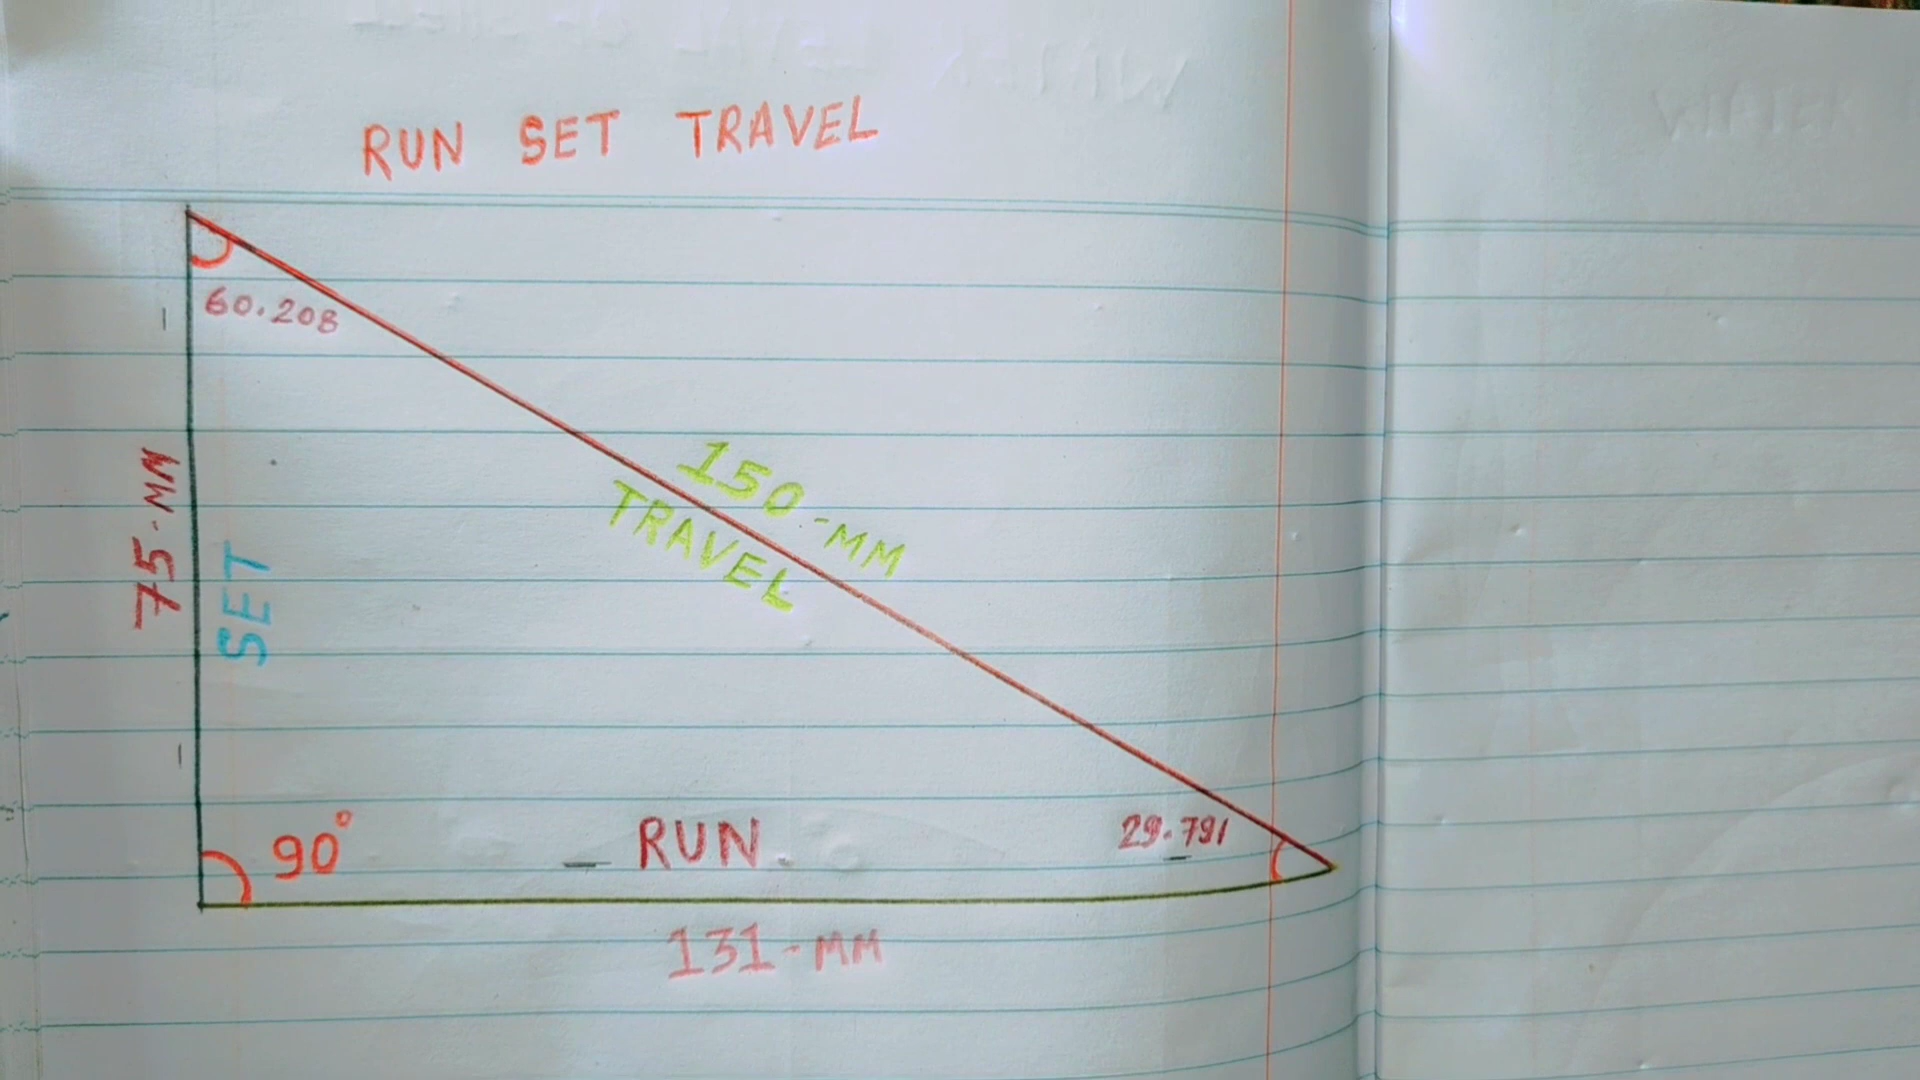 RUN SET TRAVEL
60.208
75-MM
SET
150-MM
TRAVEL
90°
RUN
29.791
131-MM